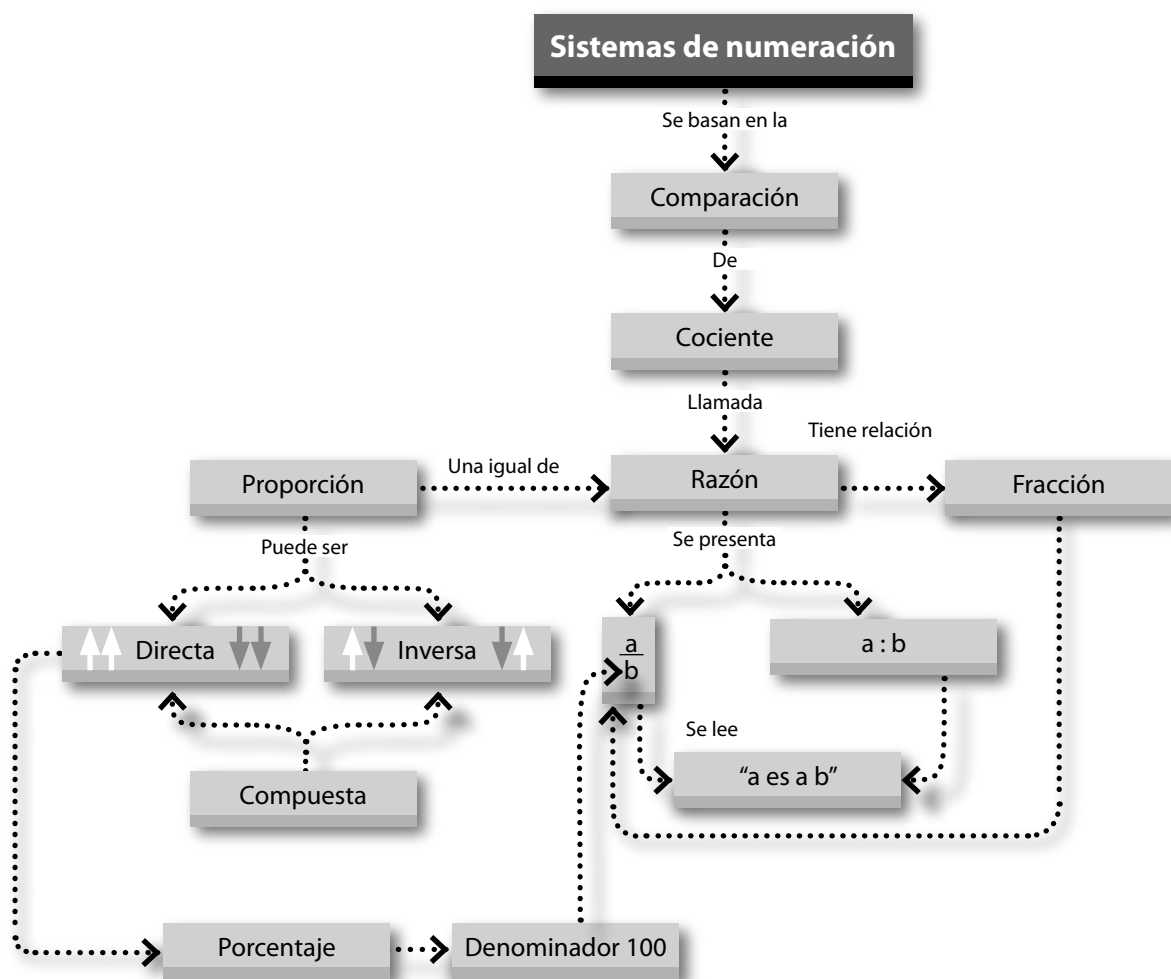 Sistemas de numeración
Se basan en la
Comparación
De
Cociente
Llamada
Tiene relación
Proporción
Una igual de
Razón
Fracción
Puede ser
Se presenta
Directa
Inversa
a
b
a : b
Se lee
“a es a b”
Compuesta
Porcentaje
Denominador 100